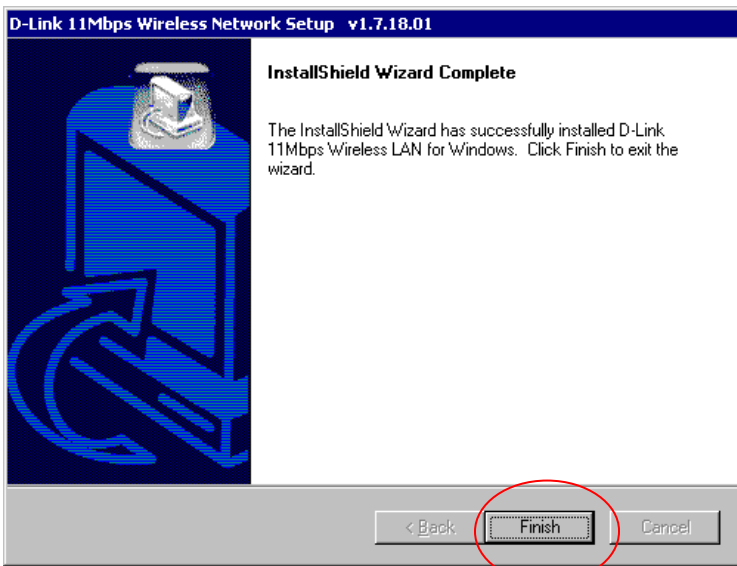 D-Link 11Mbps Wireless Network Setup v1.7.18.01
InstallShield Wizard Complete
The InstallShield Wizard has successfully installed D-Link
11Mbps Wireless LAN for Windows. Click Finish to exit the
wizard.
< Back Finish Cancel